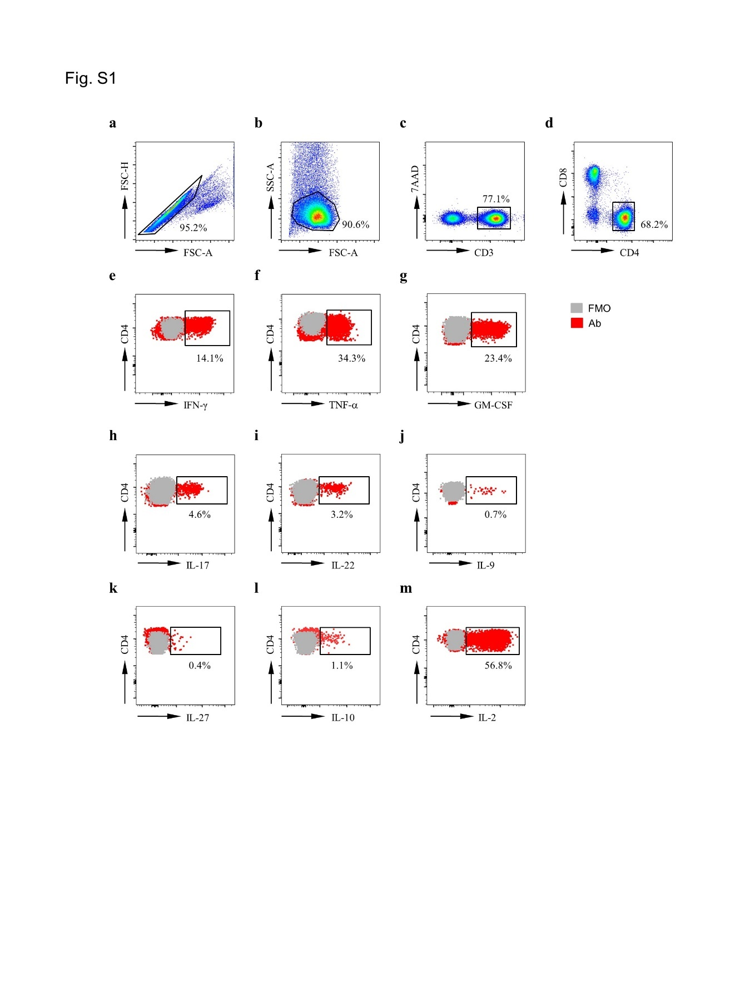 Fig. S1
a
b
c
d
FSC-H
95.2%
FSC-A
SSC-A
90.6%
FSC-A
7AAD
77.1%
CD3
CD8
68.2%
CD4
e
f
g
CD4
14.1%
IFN-γ
CD4
34.3%
TNF-α
CD4
23.4%
GM-CSF
FMO
Ab
h
i
j
CD4
4.6%
IL-17
CD4
3.2%
IL-22
CD4
0.7%
IL-9
k
l
m
CD4
0.4%
IL-27
CD4
1.1%
IL-10
CD4
56.8%
IL-2